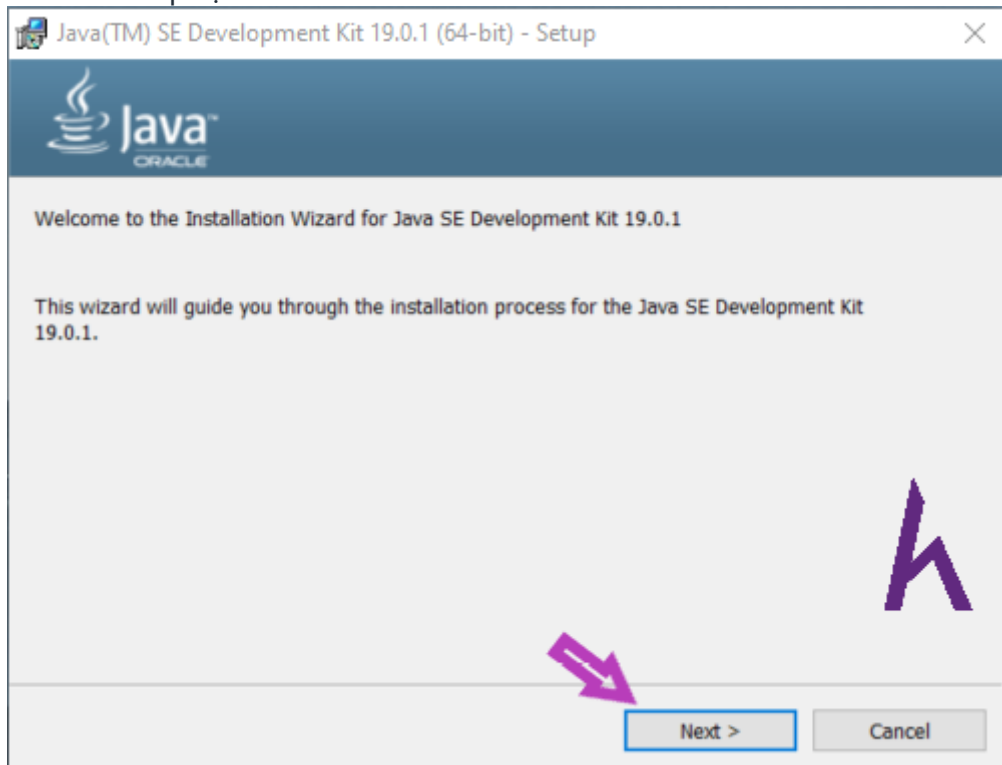 Java(TM) SE Development Kit 19.0.1 (64-bit) - Setup
Java™
ORACLE
Welcome to the Installation Wizard for Java SE Development Kit 19.0.1
This wizard will guide you through the installation process for the Java SE Development Kit
19.0.1.
Next >
Cancel